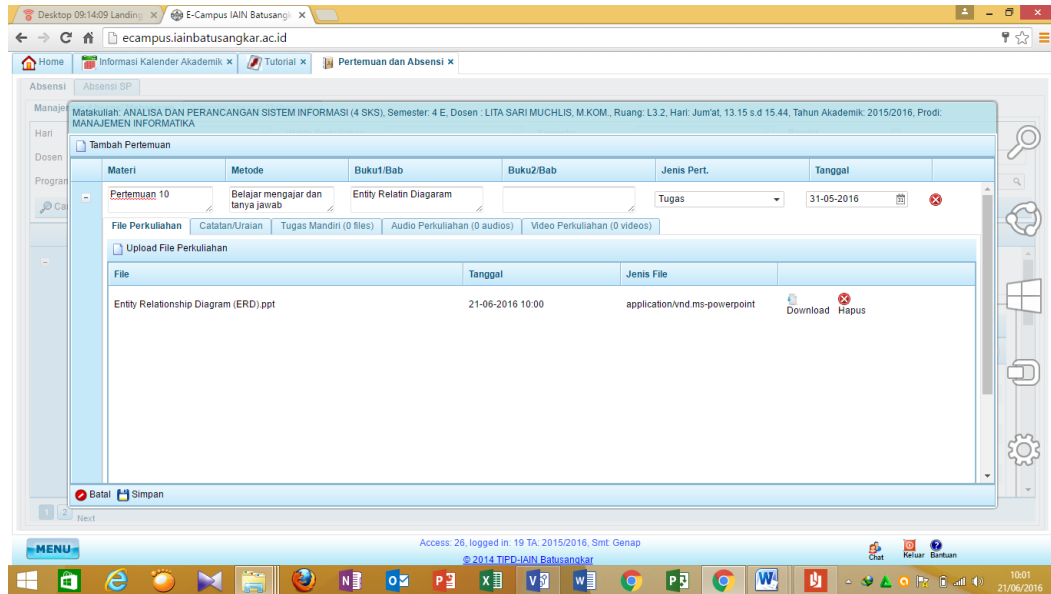 Desktop 09:14:09 Landing
E-Campus IAIN Batusangk
ecampus.iainbatusangkar.ac.id
Home
Informasi Kalender Akademik
Tutorial
Pertemuan dan Absensi
Absensi
Absensi SP
Manajem
Matakuliah: ANALISA DAN PERANCANGAN SISTEM INFORMASI (4 SKS), Semester: 4 E, Dosen : LITA SARI MUCHLIS, M.KOM., Ruang: L3.2, Hari: Jum'at, 13.15 s.d 15.44, Tahun Akademik: 2015/2016, Prodi:
MANAJEMEN INFORMATIKA
Hari
Dosen
Program
Ca
Tambah Pertemuan
Materi Metode Buku1/Bab Buku2/Bab Jenis Pert. Tanggal
Pertemuan 10
Belajar mengajar dan
tanya jawab
Entity Relatin Diagaram
Tugas
31-05-2016
File Perkuliahan
Catatan/Uraian
Tugas Mandiri (0 files)
Audio Perkuliahan (0 audios)
Video Perkuliahan (0 videos)
Upload File Perkuliahan
File Tanggal Jenis File
Entity Relationship Diagram (ERD).ppt 21-06-2016 10:00 application/vnd.ms-powerpoint Download Hapus
Batal Simpan
1 2 Next
MENU
Access: 26, logged in: 19 TA: 2015/2016, Smt: Genap
© 2014 TIPD-IAIN Batusangkar
Chat
Keluar
Bantuan
10:01
21/06/2016